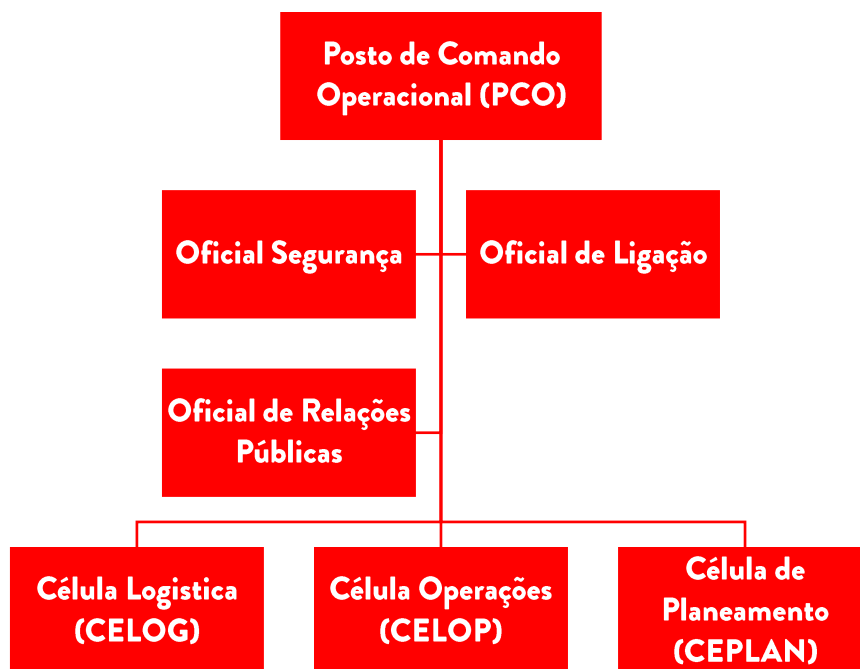 Posto de Comando
Operacional (PCO)
Oficial Segurança
Oficial de Ligação
Oficial de Relações
Públicas
Célula Logistica
(CELOG)
Célula Operações
(CELOP)
Célula de
Planeamento
(CEPLAN)